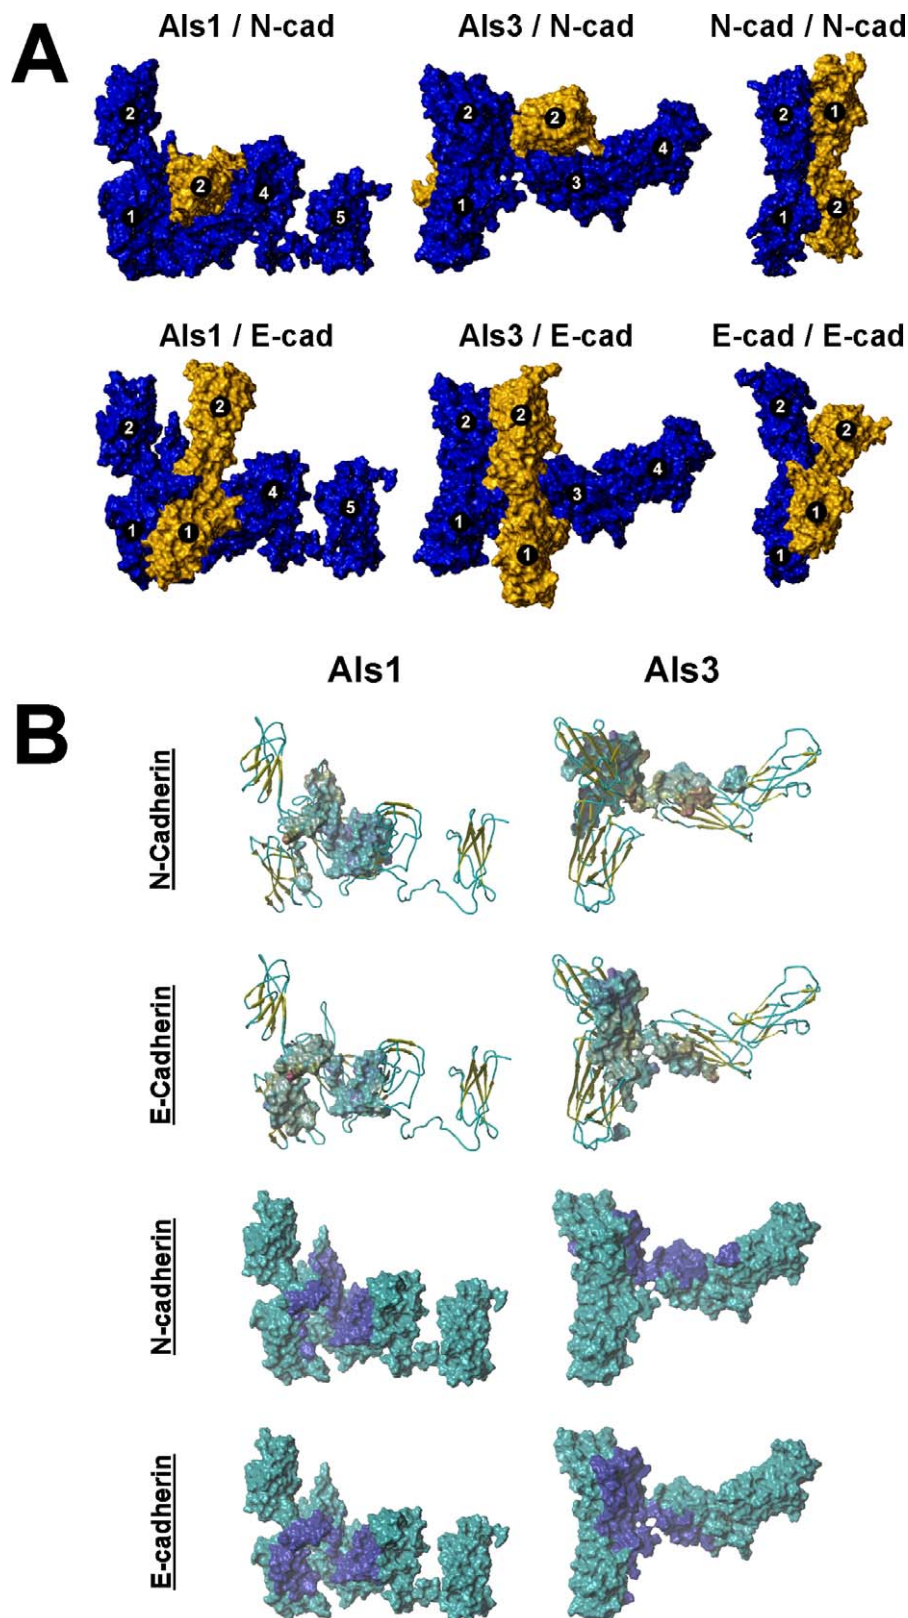 A
Als1 / N-cad Als3 / N-cad N-cad / N-cad
2 2 4 1 5
2 2 4 3 1
2 1 1 2
Als1 / E-cad Als3 / E-cad E-cad / E-cad
2 2 4 5 1 1
2 2 3 4 1 1
2 2 1 1
B
Als1 Als3
N-Cadherin
E-Cadherin
N-cadherin
E-cadherin